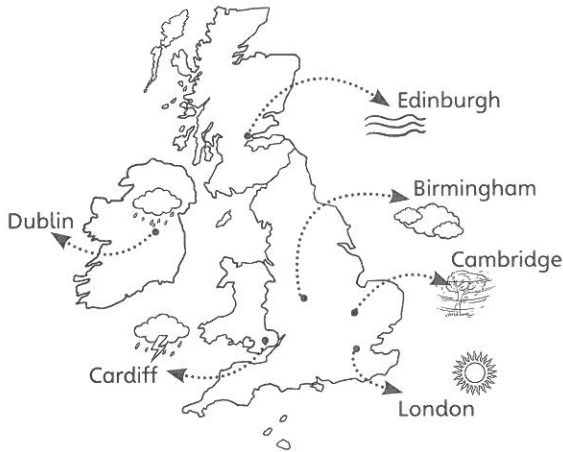 Edinburgh
Birmingham
Dublin
Cambridge
Cardiff
London